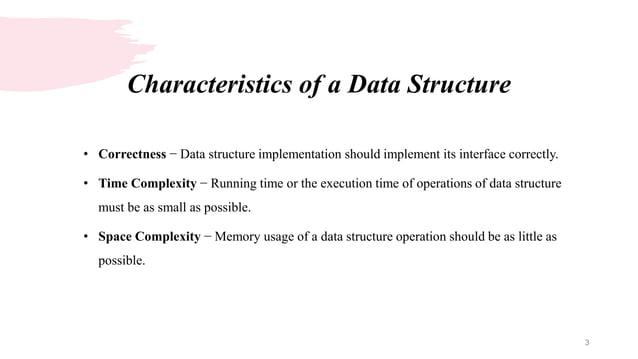 Characteristics of a Data Structure
• Correctness − Data structure implementation should implement its interface correctly.
• Time Complexity − Running time or the execution time of operations of data structure
must be as small as possible.
• Space Complexity − Memory usage of a data structure operation should be as little as
possible.
3